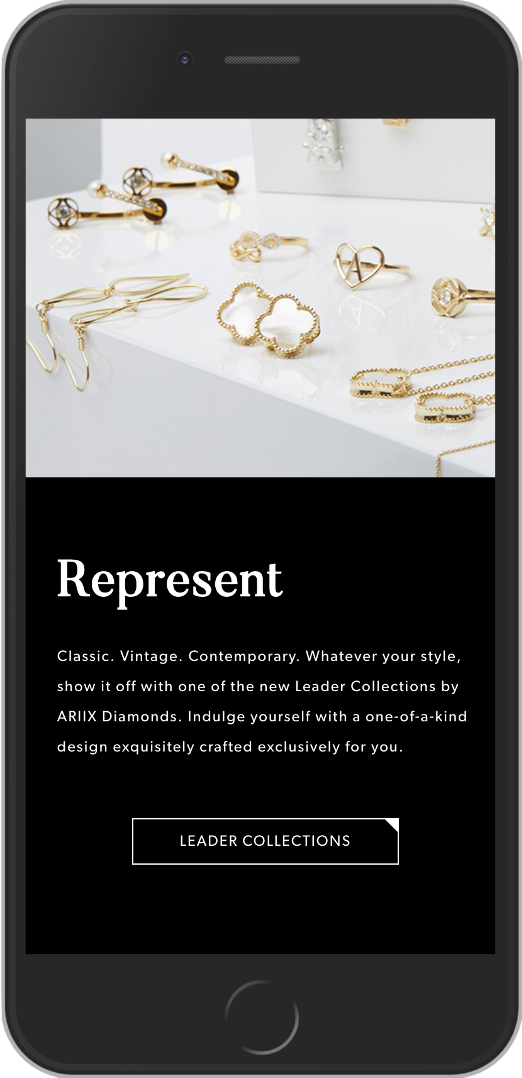 A
Represent
Classic. Vintage. Contemporary. Whatever your style,
show it off with one of the new Leader Collections by
ARIIX Diamonds. Indulge yourself with a one-of-a-kind
design exquisitely crafted exclusively for you.
LEADER COLLECTIONS